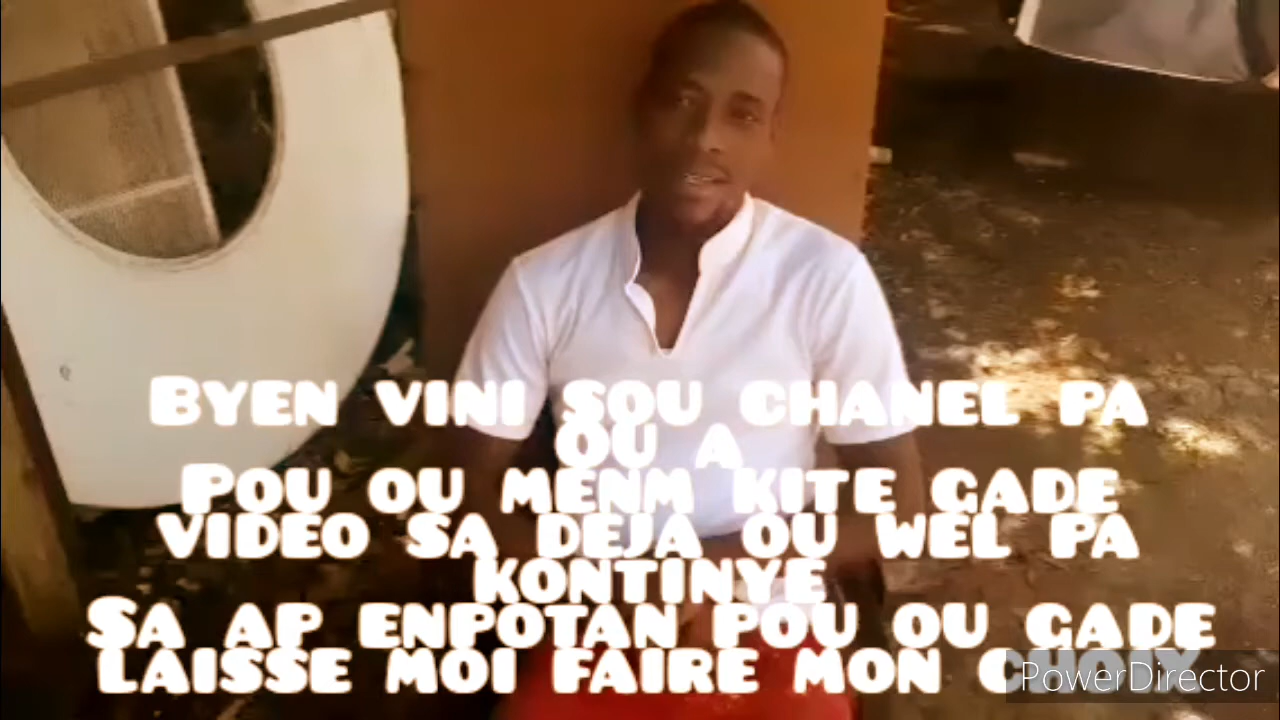 Byen vini sou chanel pa
ou a
Pou ou menm kite gade
video sa deja ou wel pa
kontinye
Sa ap enpotan pou ou gade
Laisse moi faire mon choix
PowerDirector